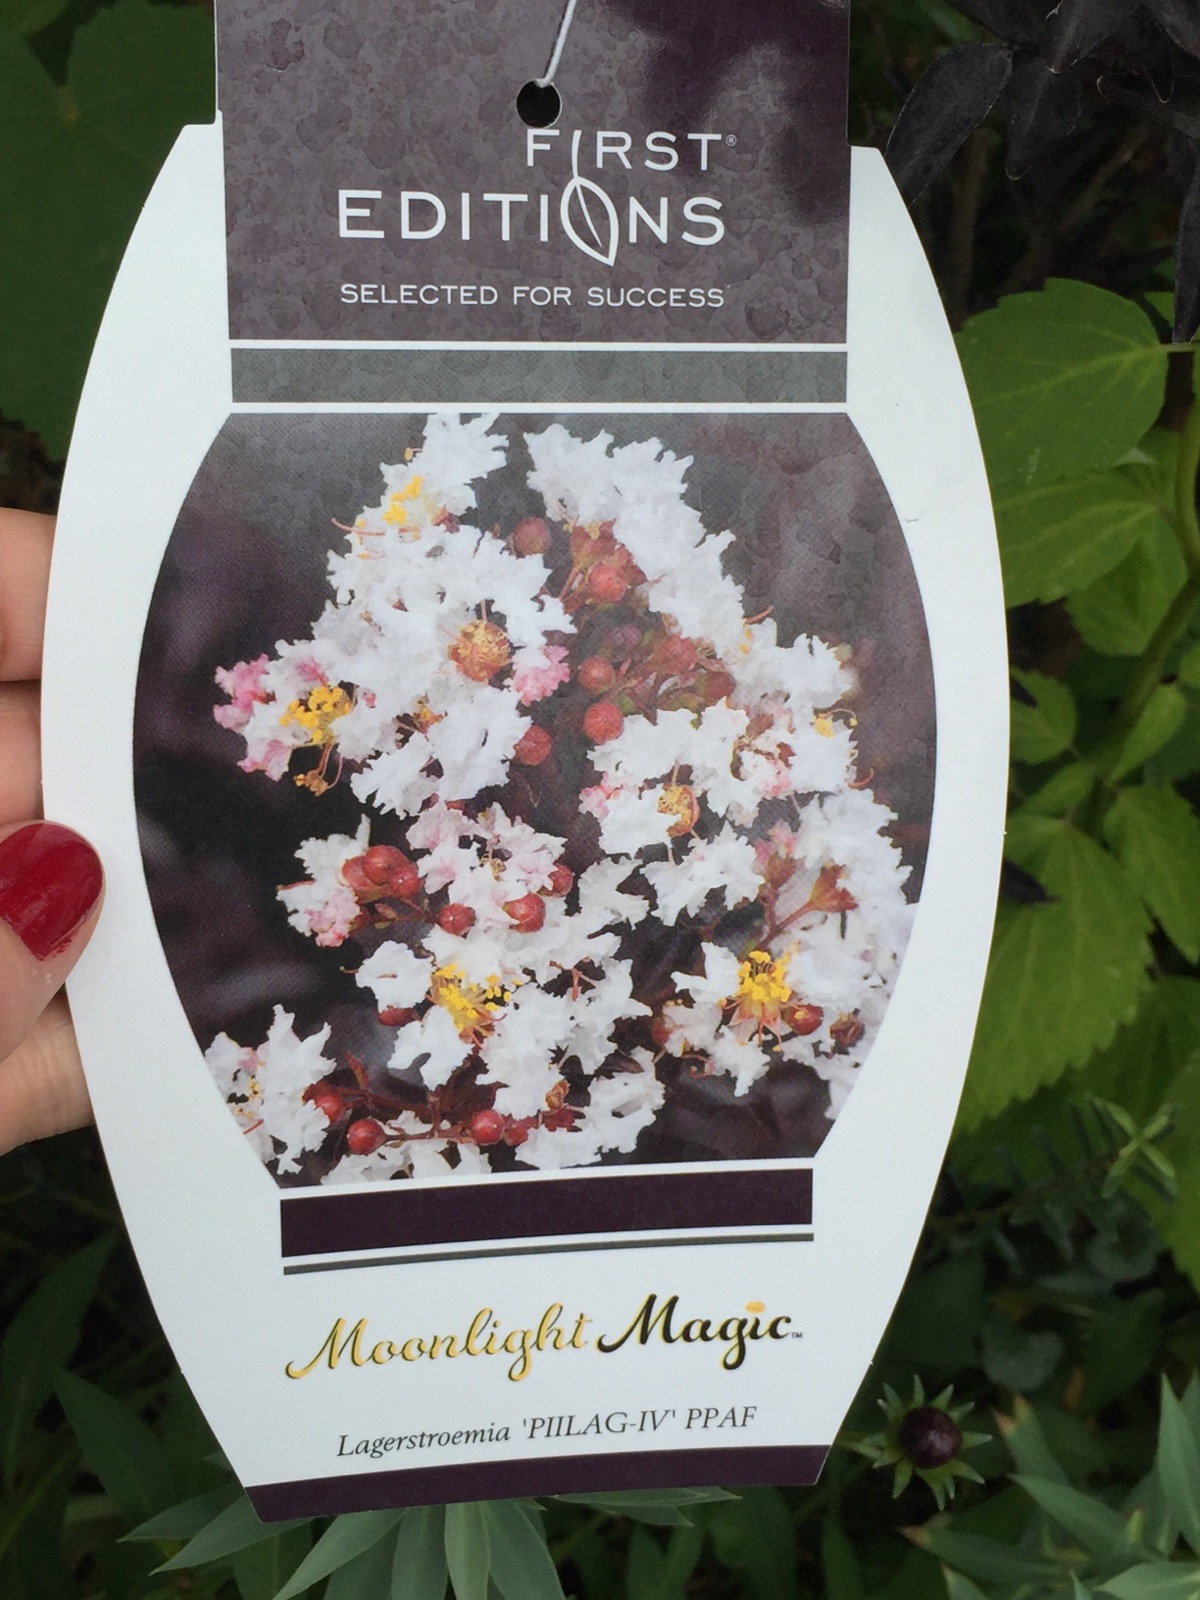 FIRST®
EDITIONS
SELECTED FOR SUCCESS
Moonlight Magic™
Lagerstroemia 'PIILAG-IV' PPAF